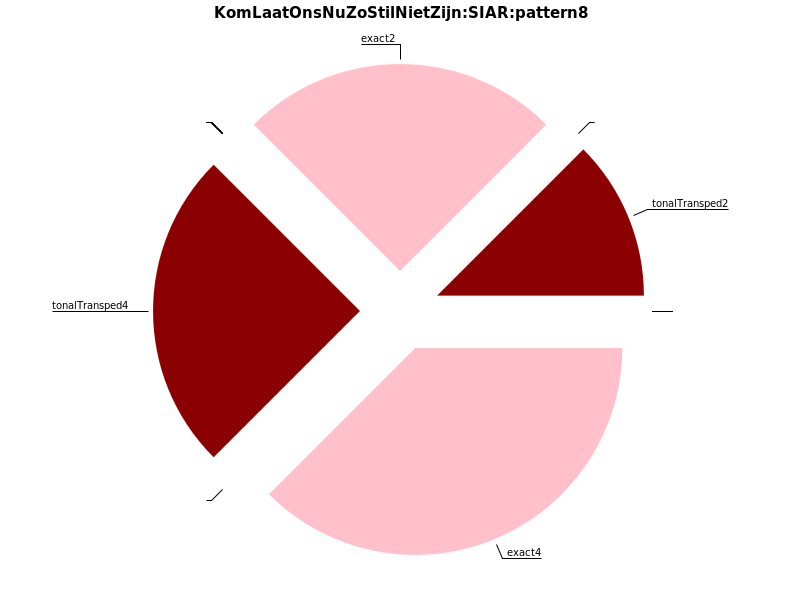 KomLaatOnsNuZoStilNietZijn:SIAR:pattern8
exact2
tonalTransped2
tonalTransped4
exact4